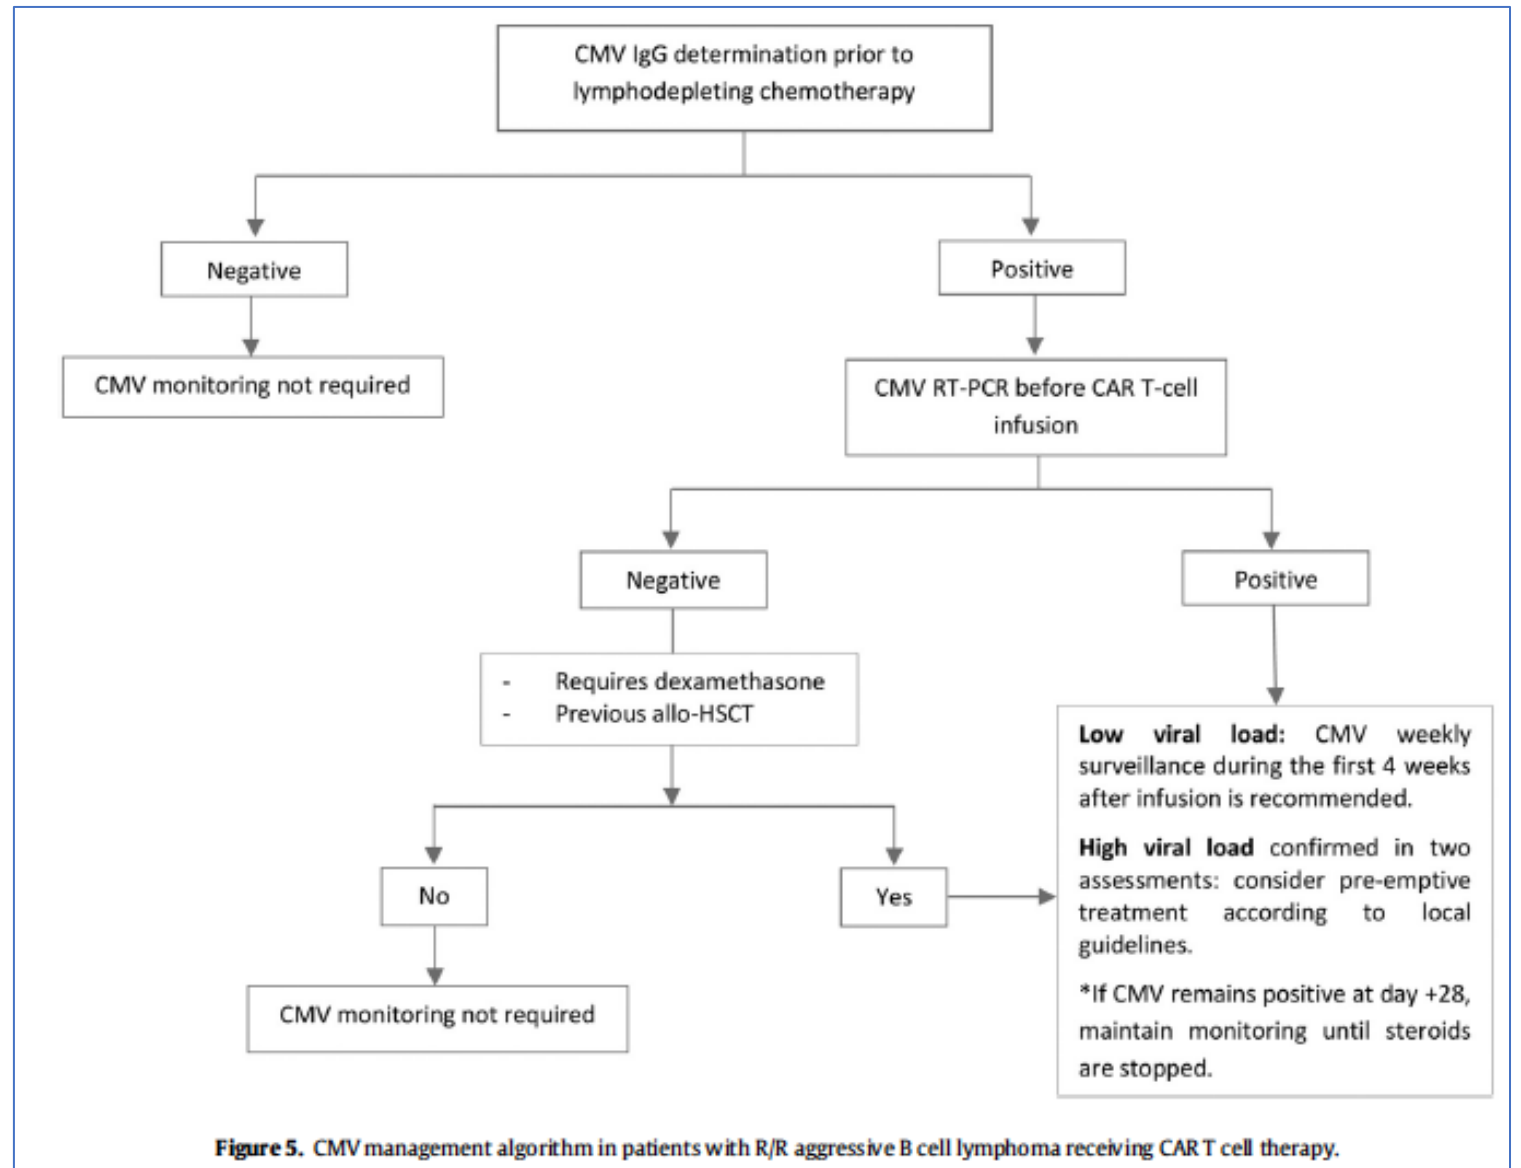 CMV IgG determination prior to
lymphodepleting chemotherapy
Negative
Positive
CMV monitoring not required
CMV RT-PCR before CAR T-cell
infusion
Negative
Positive
- Requires dexamethasone
- Previous allo-HSCT
Low viral load: CMV weekly
surveillance during the first 4 weeks
after infusion is recommended.
High viral load confirmed in two
assessments: consider pre-emptive
treatment according to local
guidelines.
*If CMV remains positive at day +28,
maintain monitoring until steroids
are stopped.
No
Yes
CMV monitoring not required
Figure 5. CMV management algorithm in patients with R/R aggressive B cell lymphoma receiving CAR T cell therapy.